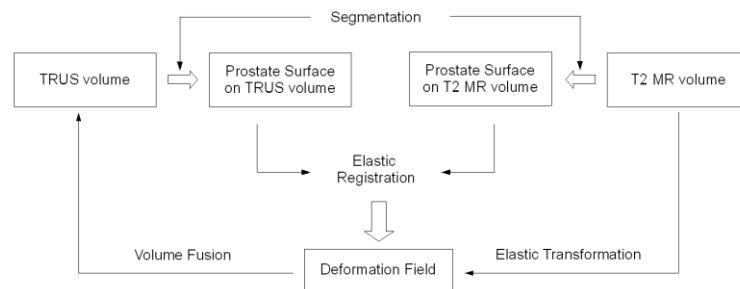 Segmentation
TRUS volume
Prostate Surface
on TRUS volume
Prostate Surface
on T2 MR volume
T2 MR volume
Elastic
Registration
Volume Fusion
Elastic Transformation
Deformation Field